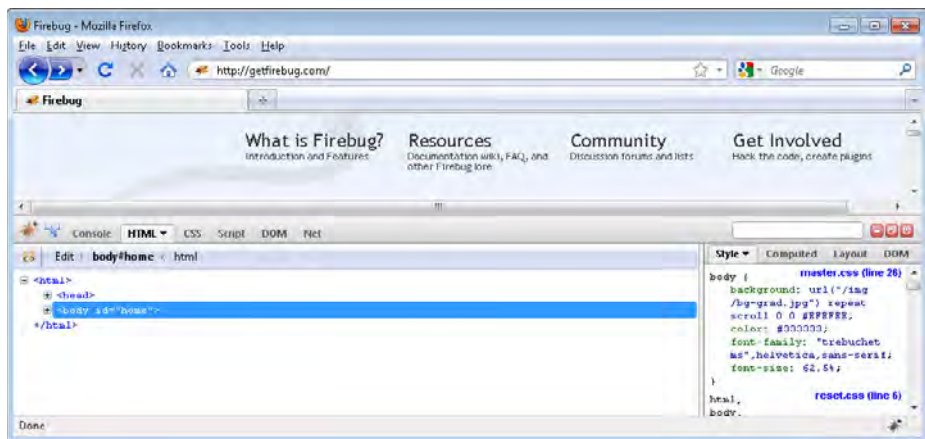 Firebug - Mozilla Firefox
File Edit View History Bookmarks Tools Help
http://getfirebug.com/
Google
Firebug
What is Firebug? Resources Community Get Involved
Introduction and Features Documentation wiki, FAQ, and Discussion forums and lists Hack the code, create plugins
other Firebug lore
Console HTML CSS Script DOM Net
Edit body#home < html
Style Computed Layout DOM
<html>
<head>
<body id="home">
</html>
body { master.css (line 26)
background: url("/img
/bg-grad.jpg") repeat
scroll 0 0 #EFEFEE;
color: #333333;
font-family: "trebuchet
ms",helvetica,sans-serif;
font-size: 62.5%;
}
html, reset.css (line 6)
body,
Done